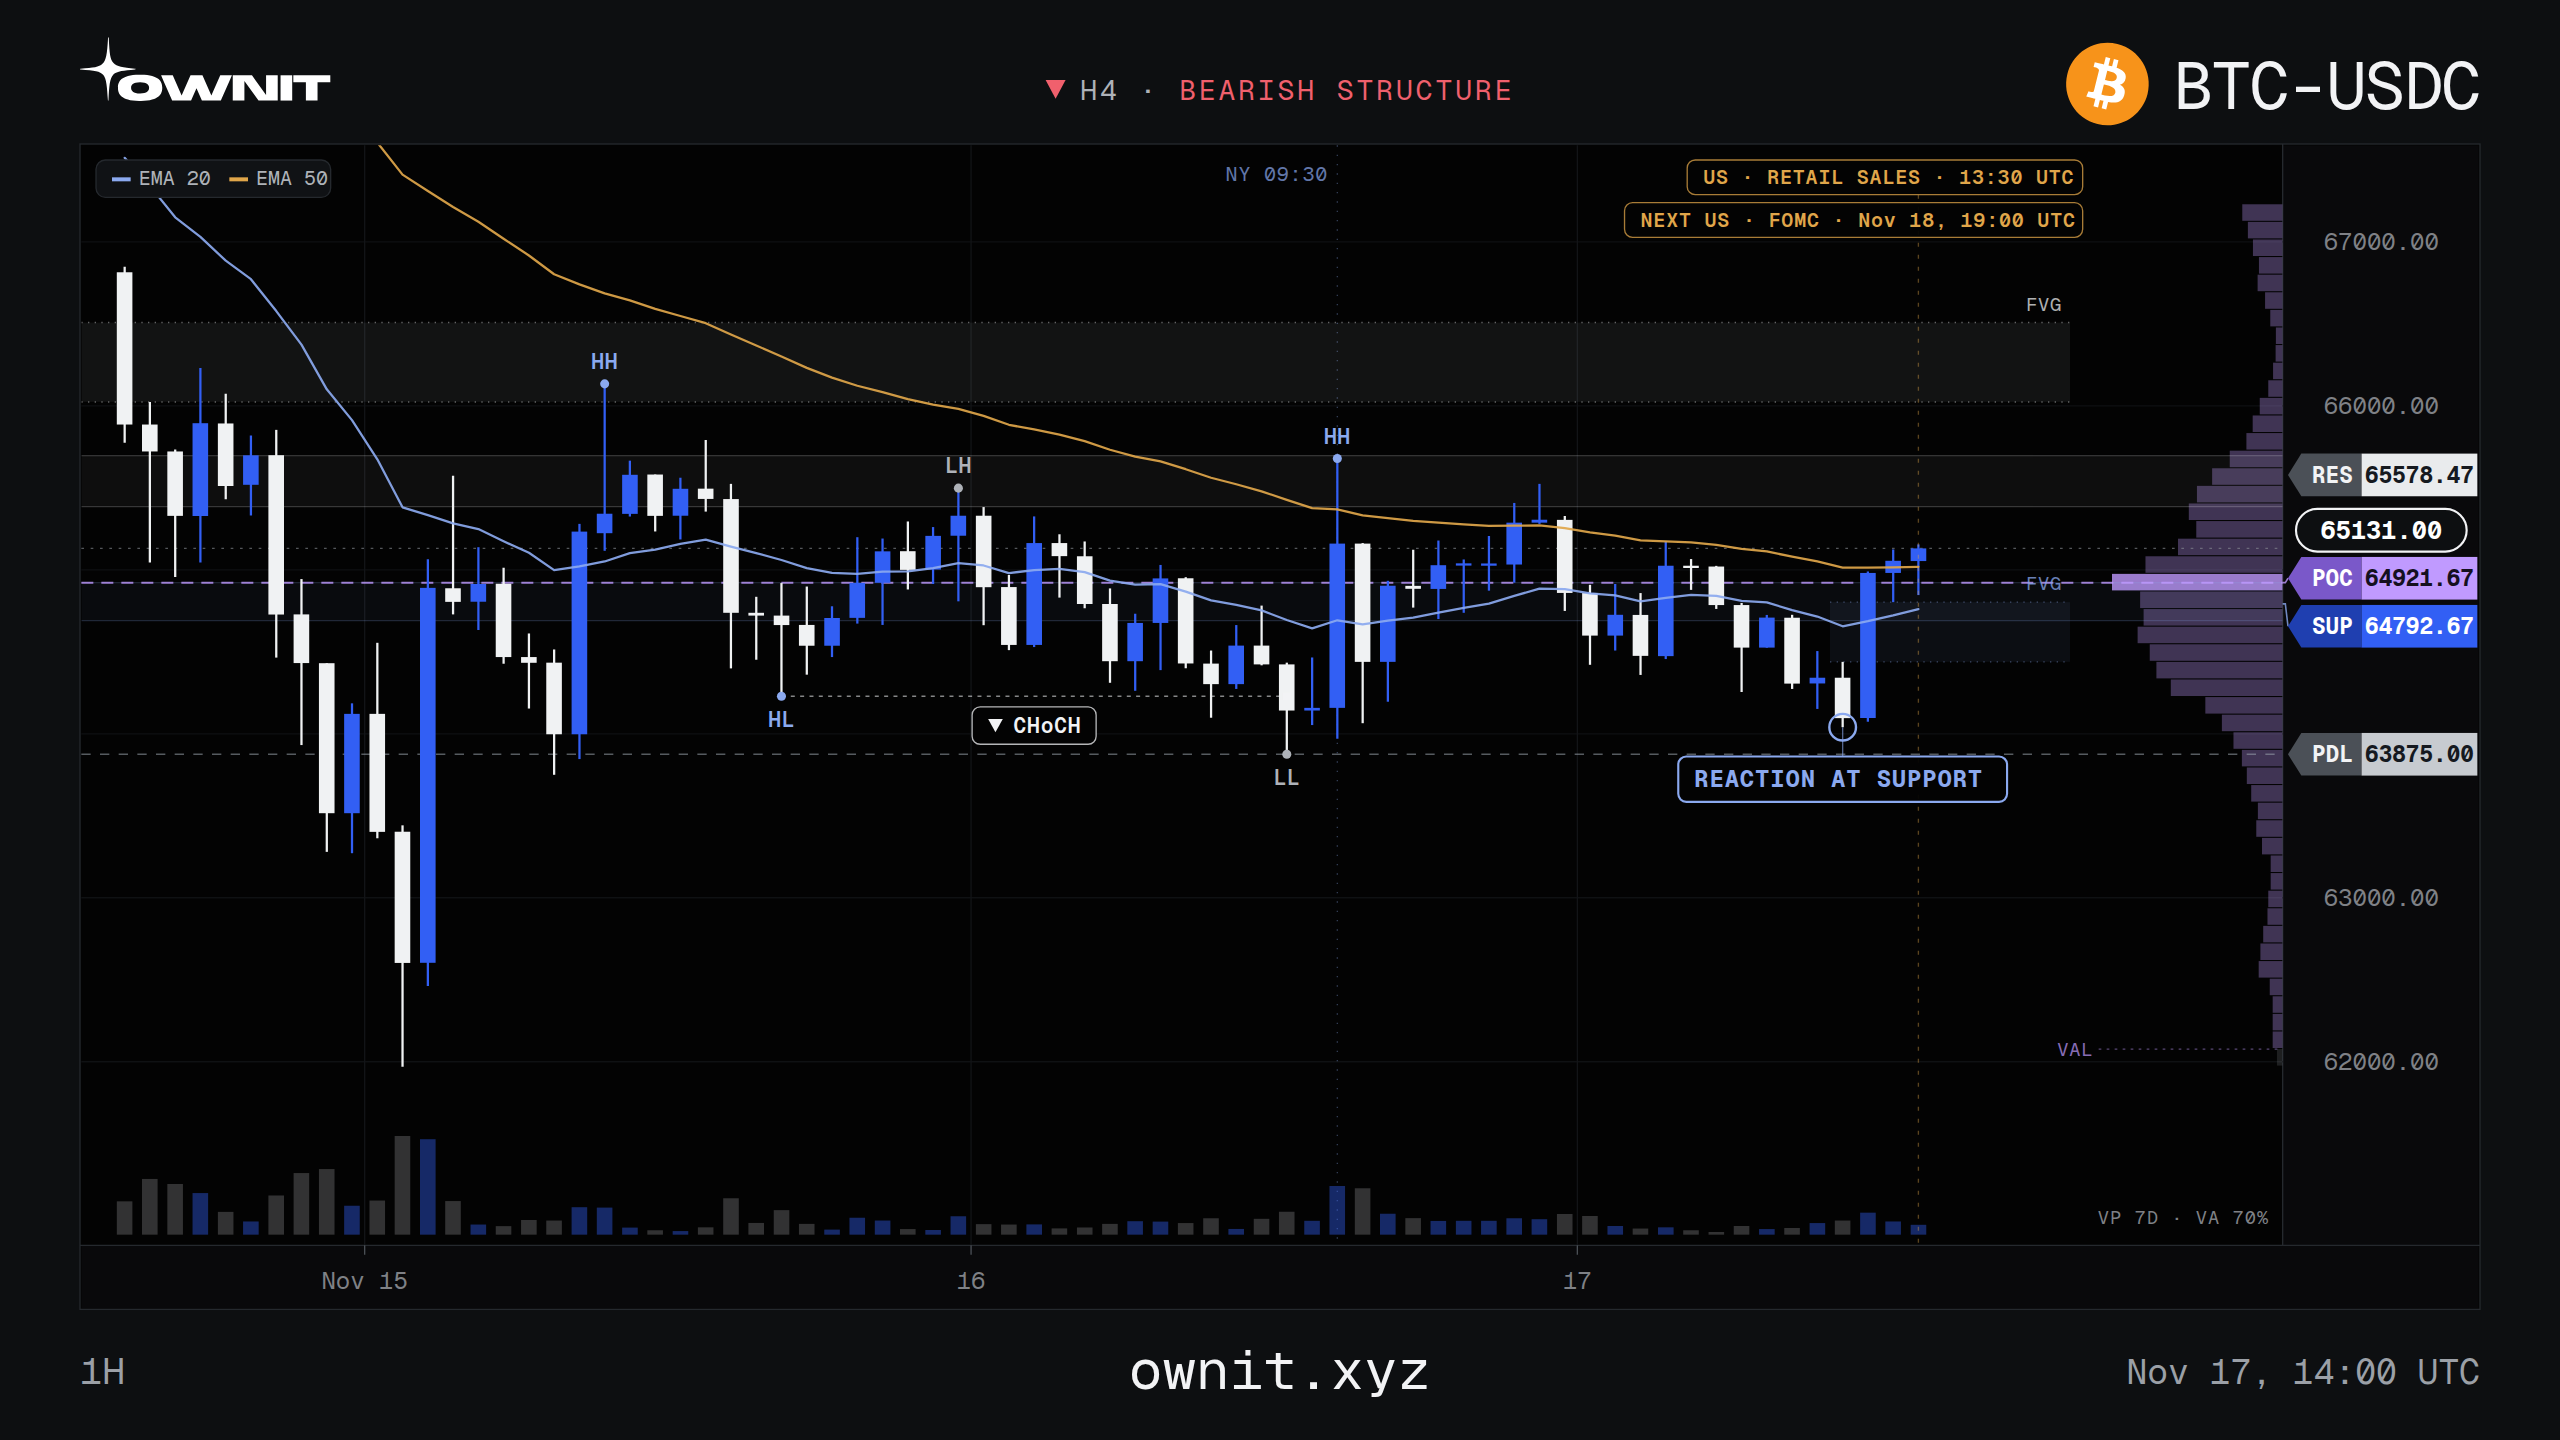 OWNIT
▼ H4 · BEARISH STRUCTURE
BTC-USDC
EMA 20 EMA 50
NY 09:30
US · RETAIL SALES · 13:30 UTC
NEXT US · FOMC · Nov 18, 19:00 UTC
67000.00
FVG
HH
66000.00
HH
LH
RES 65578.47
65131.00
POC 64921.67
FVG
SUP 64792.67
HL
▼ CHoCH
PDL 63875.00
LL
REACTION AT SUPPORT
63000.00
VAL
62000.00
VP 7D · VA 70%
Nov 15 16 17
1H
ownit.xyz
Nov 17, 14:00 UTC